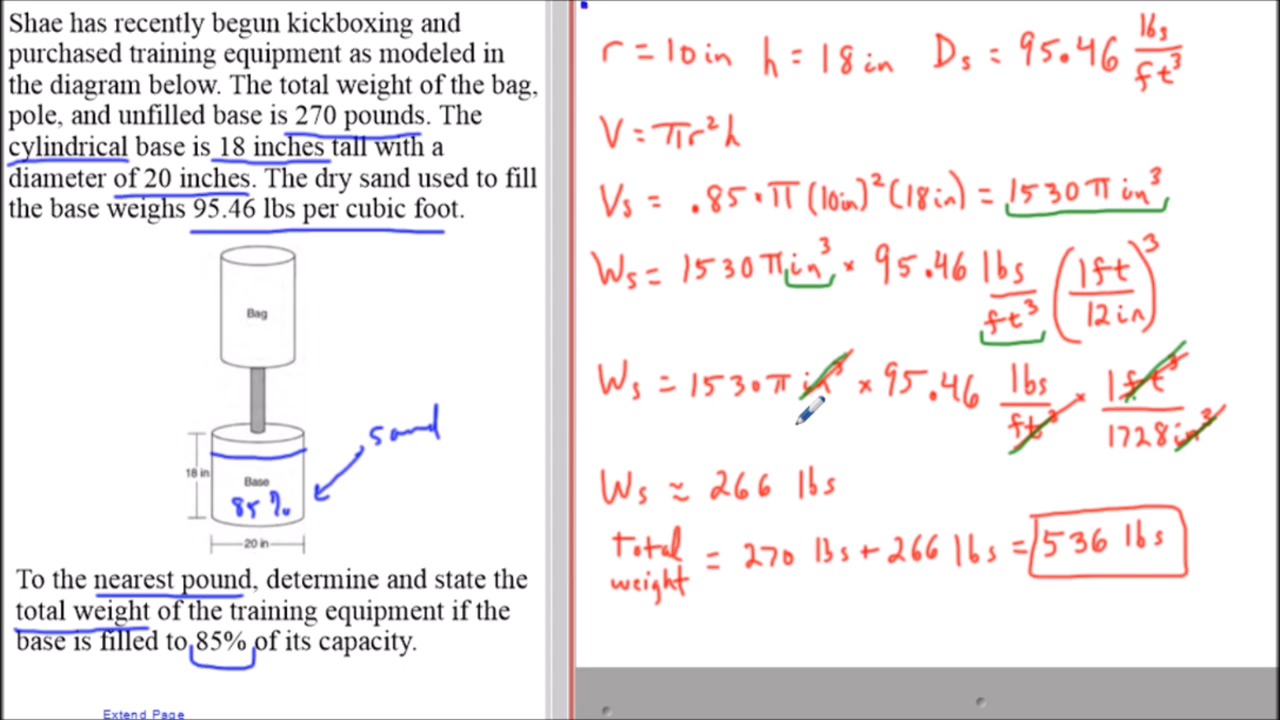 Shae has recently begun kickboxing and
purchased training equipment as modeled in
the diagram below. The total weight of the bag,
pole, and unfilled base is 270 pounds. The
cylindrical base is 18 inches tall with a
diameter of 20 inches. The dry sand used to fill
the base weighs 95.46 lbs per cubic foot.
Bag
sand
18 in
Base
85%
20 in
To the nearest pound, determine and state the
total weight of the training equipment if the
base is filled to 85% of its capacity.
Extend Page
r = 10in h = 18in Ds = 95.46 lbs/ft³
V = πr²h
Vs = .85·π(10in)²(18in) = 1530π in³
Ws = 1530π in³ × 95.46 lbs/ft³ (1ft/12in)³
Ws = 1530π in³ × 95.46 lbs/ft³ × 1ft³/1728in³
Ws ≈ 266 lbs
total weight = 270 lbs + 266 lbs = 536 lbs